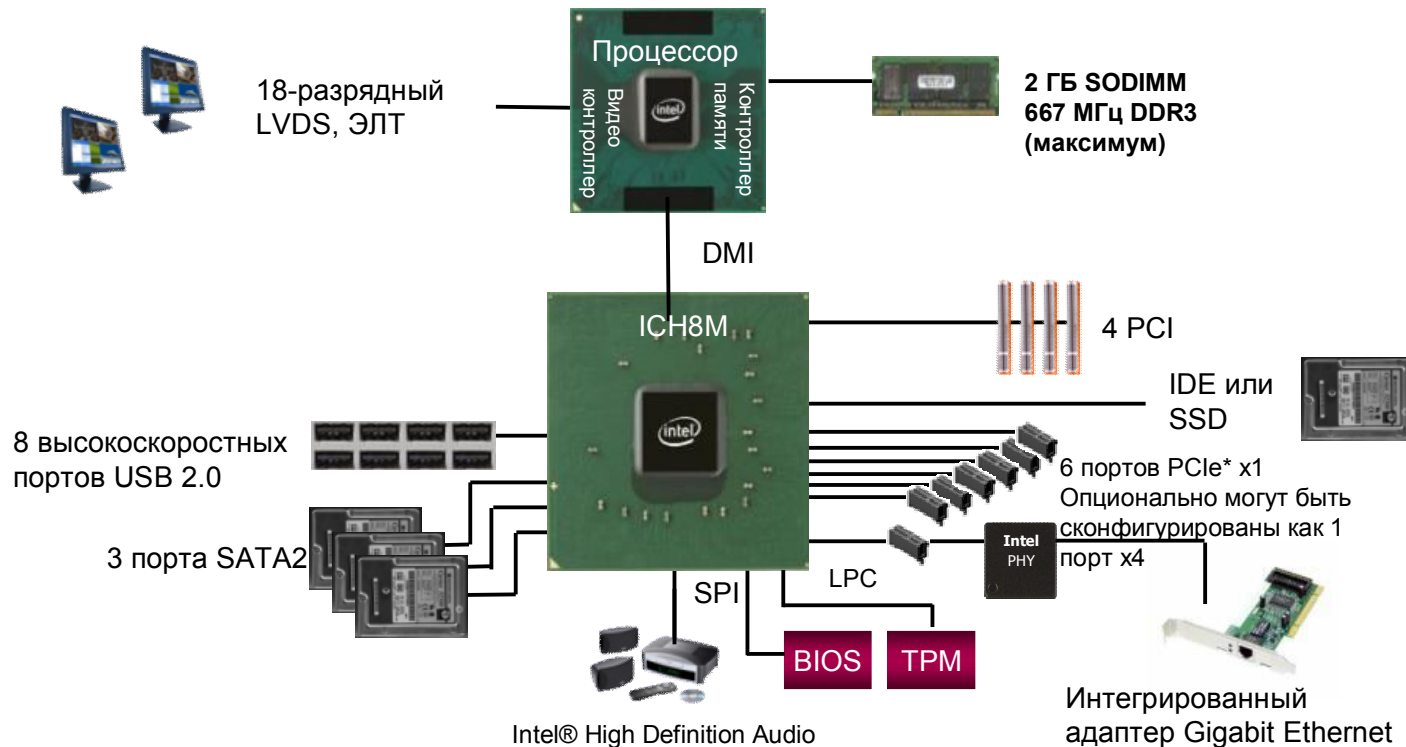 Процессор
Видео
контроллер
Контроллер
памяти
intel
18-разрядный
LVDS, ЭЛТ
2 ГБ SODIMM
667 МГц DDR3
(максимум)
DMI
ICH8M
intel
4 PCI
IDE или
SSD
8 высокоскоростных
портов USB 2.0
6 портов PCIe* x1
Опционально могут быть
сконфигурированы как 1
порт x4
3 порта SATA2
Intel
PHY
SPI
LPC
BIOS
TPM
Intel® High Definition Audio
Интегрированный
адаптер Gigabit Ethernet